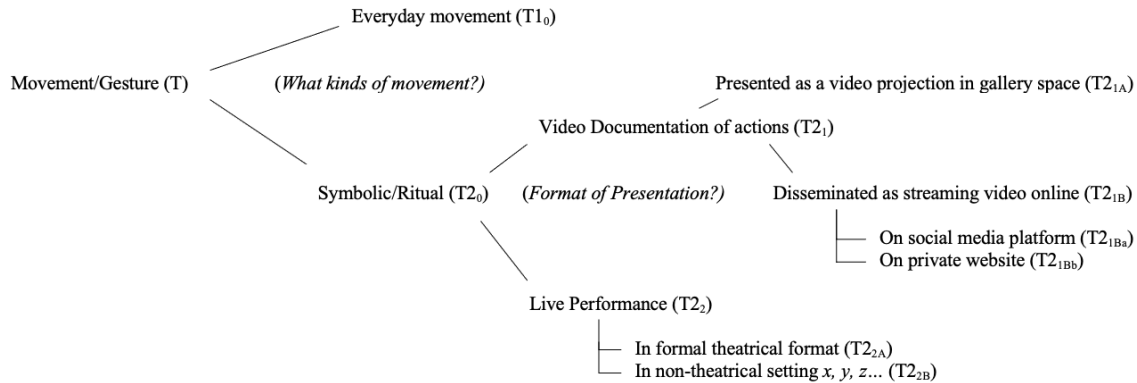 Everyday movement (T1₀)
Movement/Gesture (T)
(What kinds of movement?)
Presented as a video projection in gallery space (T2₁ₐ)
Video Documentation of actions (T2₁)
Symbolic/Ritual (T2₀)
(Format of Presentation?)
Disseminated as streaming video online (T2₁B)
On social media platform (T2₁Ba)
On private website (T2₁Bb)
Live Performance (T2₂)
In formal theatrical format (T2₂A)
In non-theatrical setting x, y, z... (T2₂B)